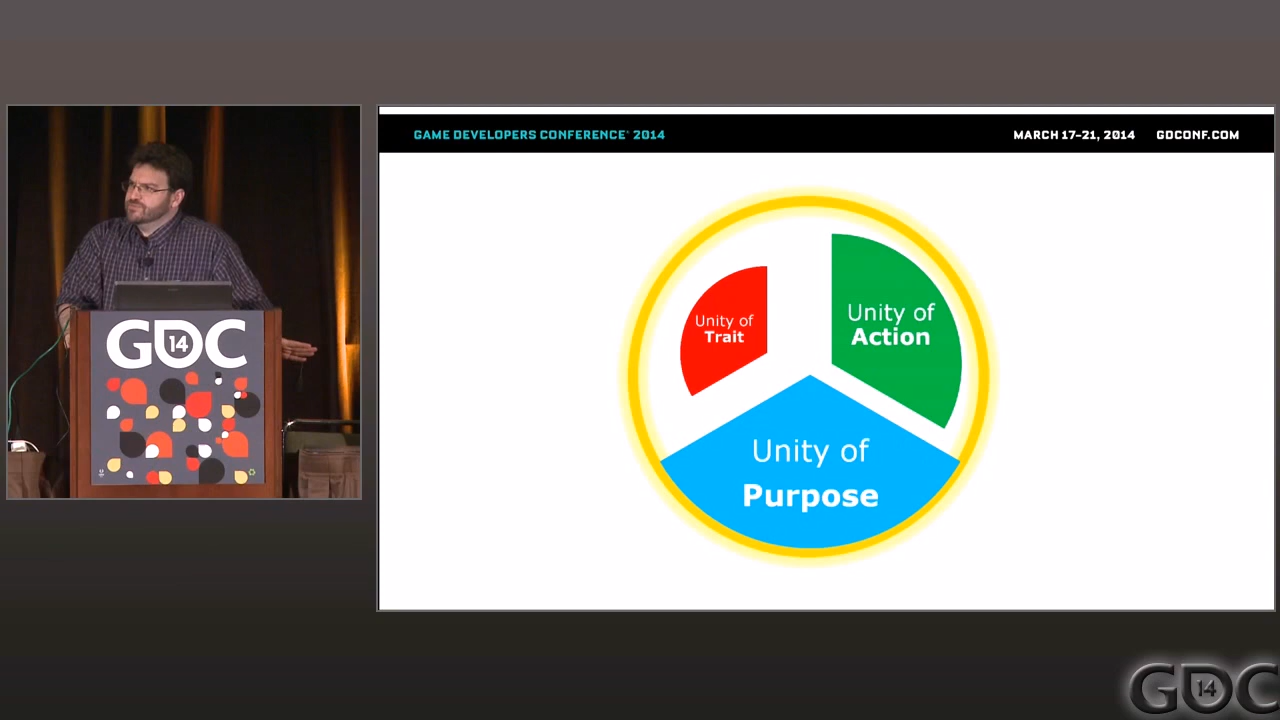 GAME DEVELOPERS CONFERENCE® 2014
MARCH 17-21, 2014 GDCONF.COM
Unity of
Trait
Unity of
Action
Unity of
Purpose
GDC
14
GDC
14